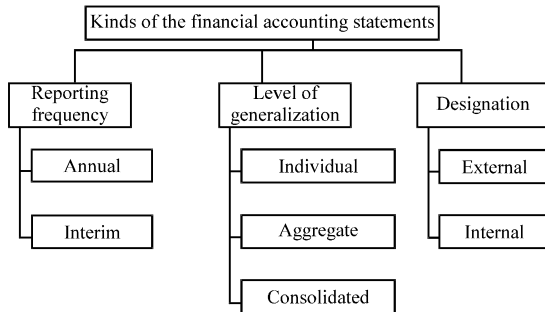 Kinds of the financial accounting statements
Reporting
frequency
Annual
Interim
Level of
generalization
Individual
Aggregate
Consolidated
Designation
External
Internal